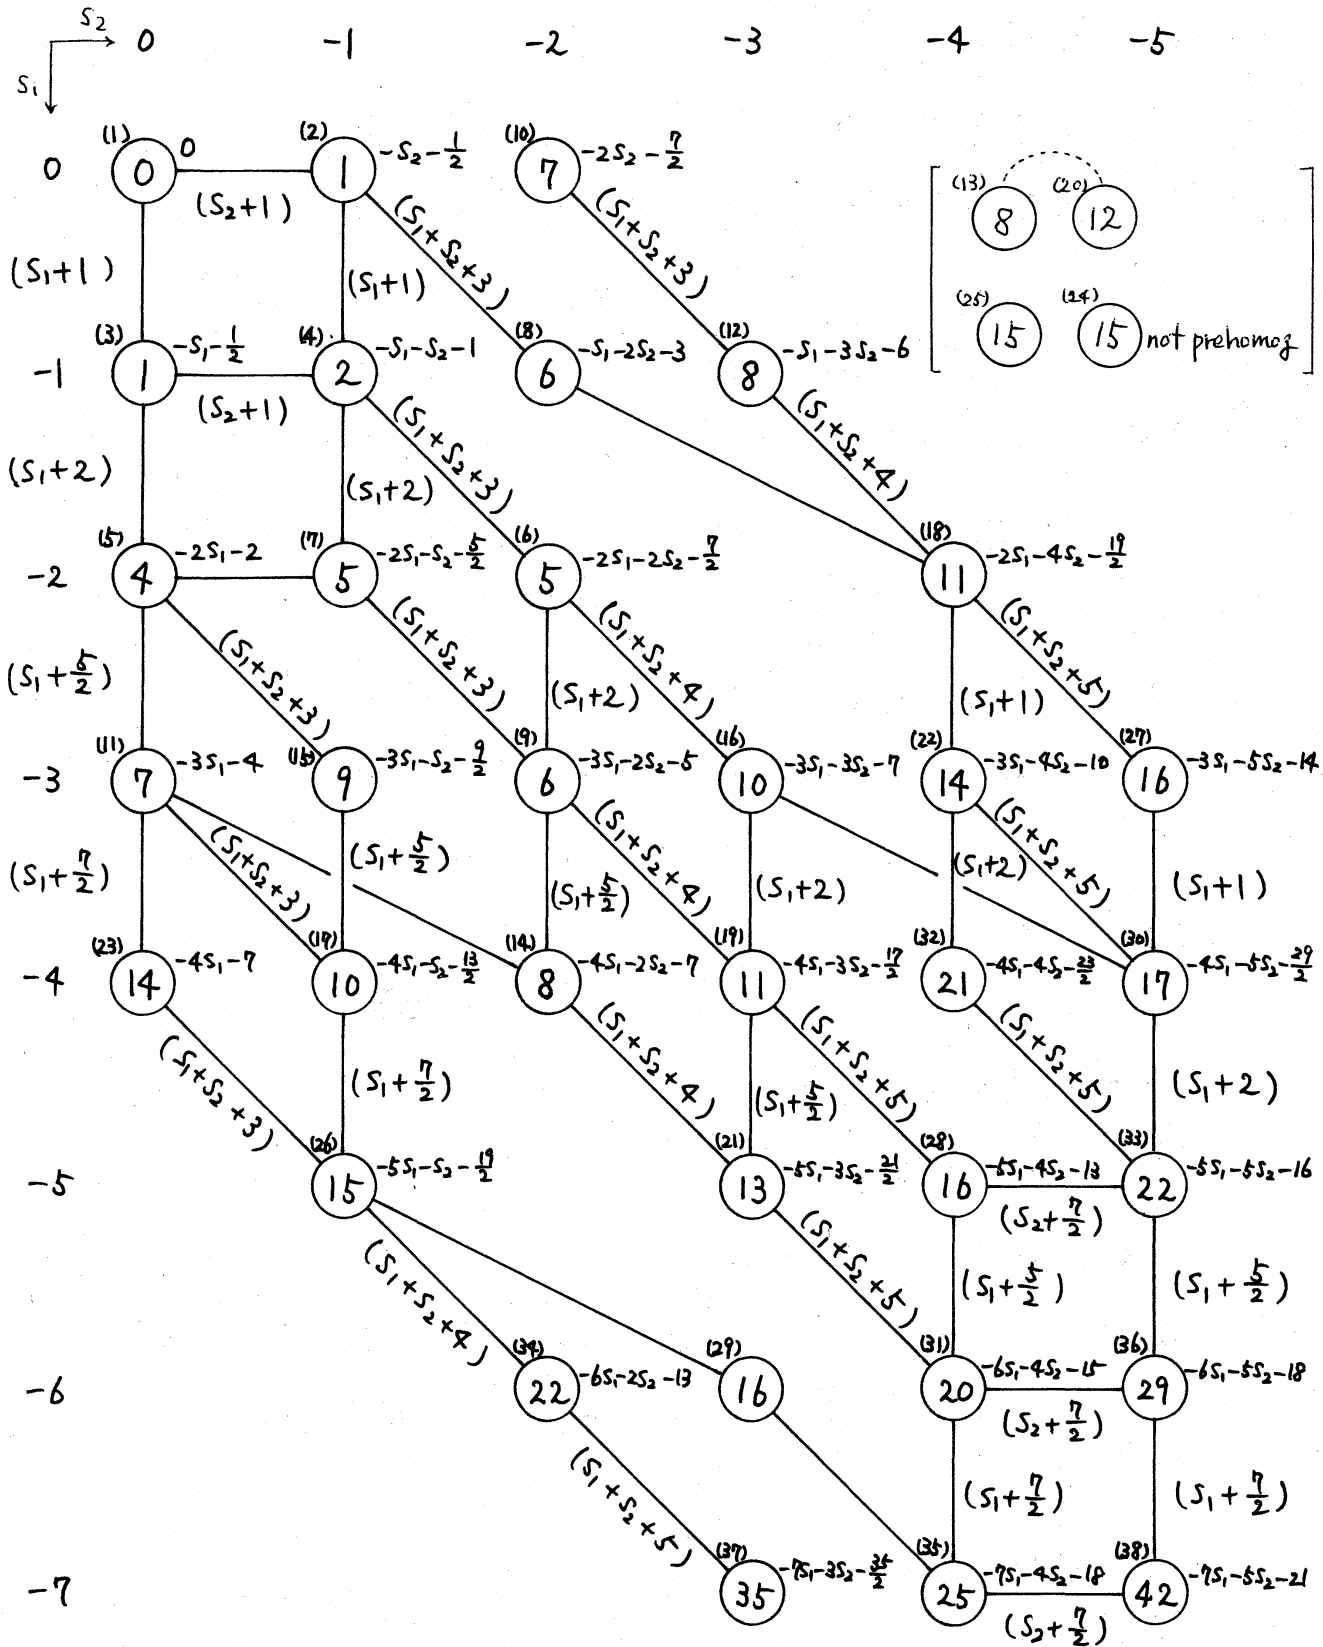 S₂ 0 -1 -2 -3 -4 -5
S₁
(1) (2) (10)
0 0 0 1 -S₂-1/2 7 -2S₂-7/2
(S₂+1)
(S₁+S₂+3) (S₁+S₂+3)
(13) 8 (20) 12
(25) 15 (24) 15 not prehomog
(S₁+1) (S₁+1)
(3) (4) (8) (12)
-1 1 -S₁-1/2 2 -S₁-S₂-1 6 -S₁-2S₂-3 8 -S₁-3S₂-6
(S₂+1)
(S₁+S₂+3) (S₁+S₂+4)
(S₁+2) (S₁+2)
(5) (7) (6) (18)
-2 4 -2S₁-2 5 -2S₁-S₂-5/2 5 -2S₁-2S₂-7/2 11 -2S₁-4S₂-19/2
(S₁+S₂+3) (S₁+S₂+3) (S₁+S₂+4) (S₁+S₂+5)
(S₁+5/2) (S₁+2) (S₁+1)
(11) (15) (9) (16) (22) (27)
-3 7 -3S₁-4 9 -3S₁-S₂-9/2 6 -3S₁-2S₂-5 10 -3S₁-3S₂-7 14 -3S₁-4S₂-10 16 -3S₁-5S₂-14
(S₁+S₂+3) (S₁+S₂+4) (S₁+S₂+5)
(S₁+7/2) (S₁+5/2) (S₁+5/2) (S₁+2) (S₁+2) (S₁+1)
(23) (17) (14) (19) (32) (30)
-4 14 -4S₁-7 10 -4S₁-S₂-13/2 8 -4S₁-2S₂-7 11 -4S₁-3S₂-17/2 21 -4S₁-4S₂-23/2 17 -4S₁-5S₂-29/2
(S₁+S₂+3) (S₁+S₂+4) (S₁+S₂+5) (S₁+S₂+5)
(S₁+7/2) (S₁+5/2) (S₁+2)
(26) (21) (28) (33)
-5 15 -5S₁-S₂-19/2 13 -5S₁-3S₂-21/2 16 -5S₁-4S₂-13 22 -5S₁-5S₂-16
(S₂+7/2)
(S₁+S₂+4) (S₁+S₂+5)
(S₁+5/2) (S₁+5/2)
(34) (29) (31) (36)
-6 22 -6S₁-2S₂-13 16 20 -6S₁-4S₂-15 29 -6S₁-5S₂-18
(S₂+7/2)
(S₁+S₂+5)
(S₁+7/2) (S₁+7/2)
(37) (35) (38)
-7 35 -7S₁-3S₂-35/2 25 -7S₁-4S₂-18 42 -7S₁-5S₂-21
(S₂+7/2)